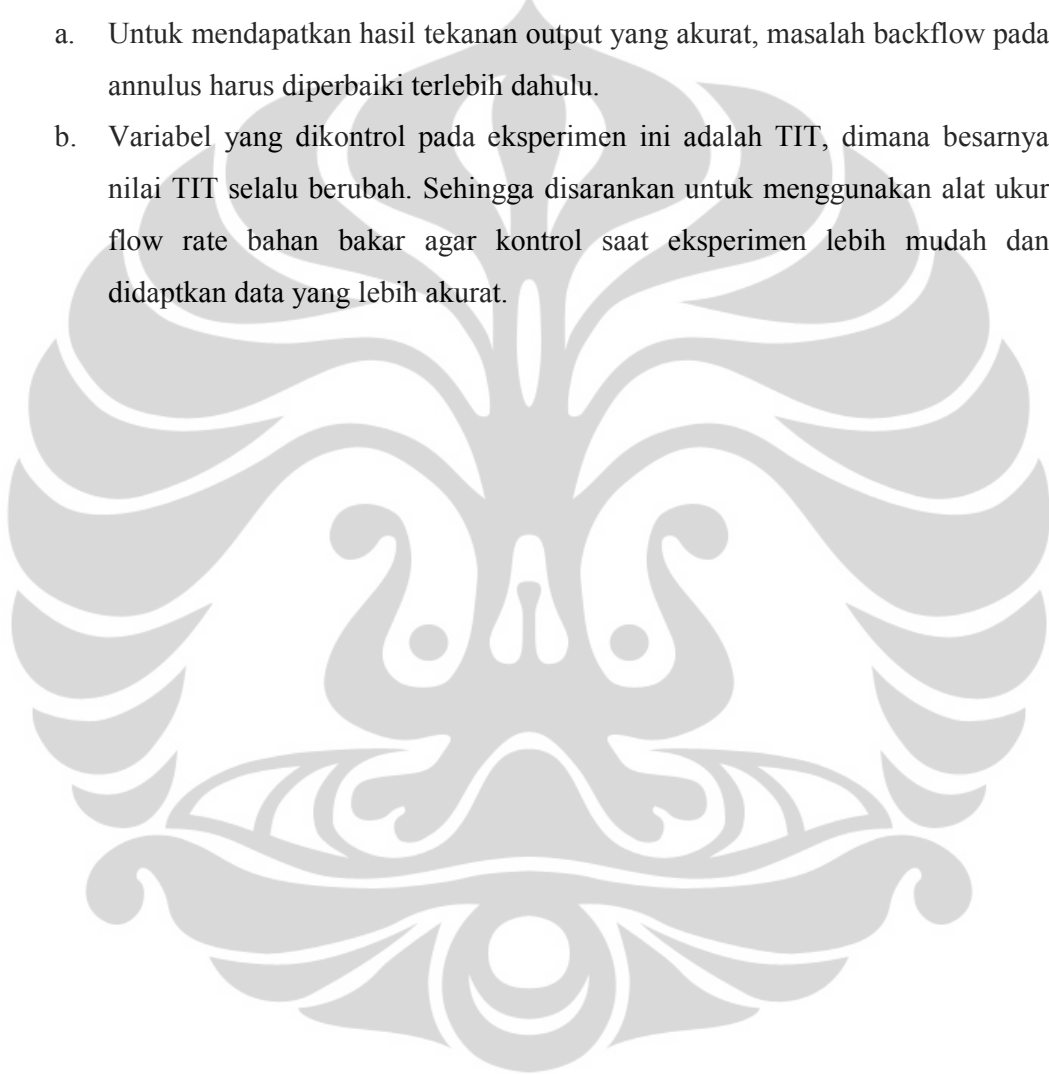 a. Untuk mendapatkan hasil tekanan output yang akurat, masalah backflow pada
annulus harus diperbaiki terlebih dahulu.
b. Variabel yang dikontrol pada eksperimen ini adalah TIT, dimana besarnya
nilai TIT selalu berubah. Sehingga disarankan untuk menggunakan alat ukur
flow rate bahan bakar agar kontrol saat eksperimen lebih mudah dan
didaptkan data yang lebih akurat.